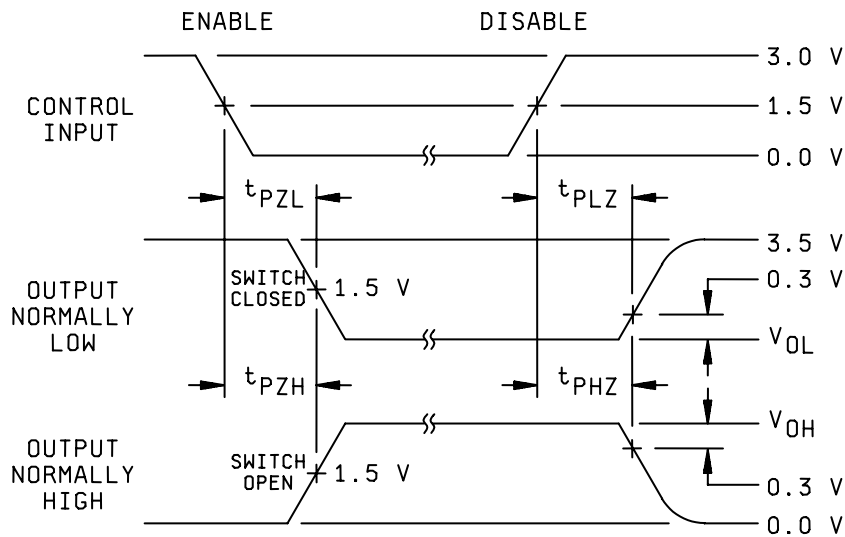 ENABLE DISABLE
3.0 V
CONTROL
INPUT
1.5 V
0.0 V
tPZL tPLZ
3.5 V
OUTPUT
NORMALLY
LOW
SWITCH
CLOSED
1.5 V
0.3 V
VOL
tPZH tPHZ
VOH
OUTPUT
NORMALLY
HIGH
SWITCH
OPEN
1.5 V
0.3 V
0.0 V